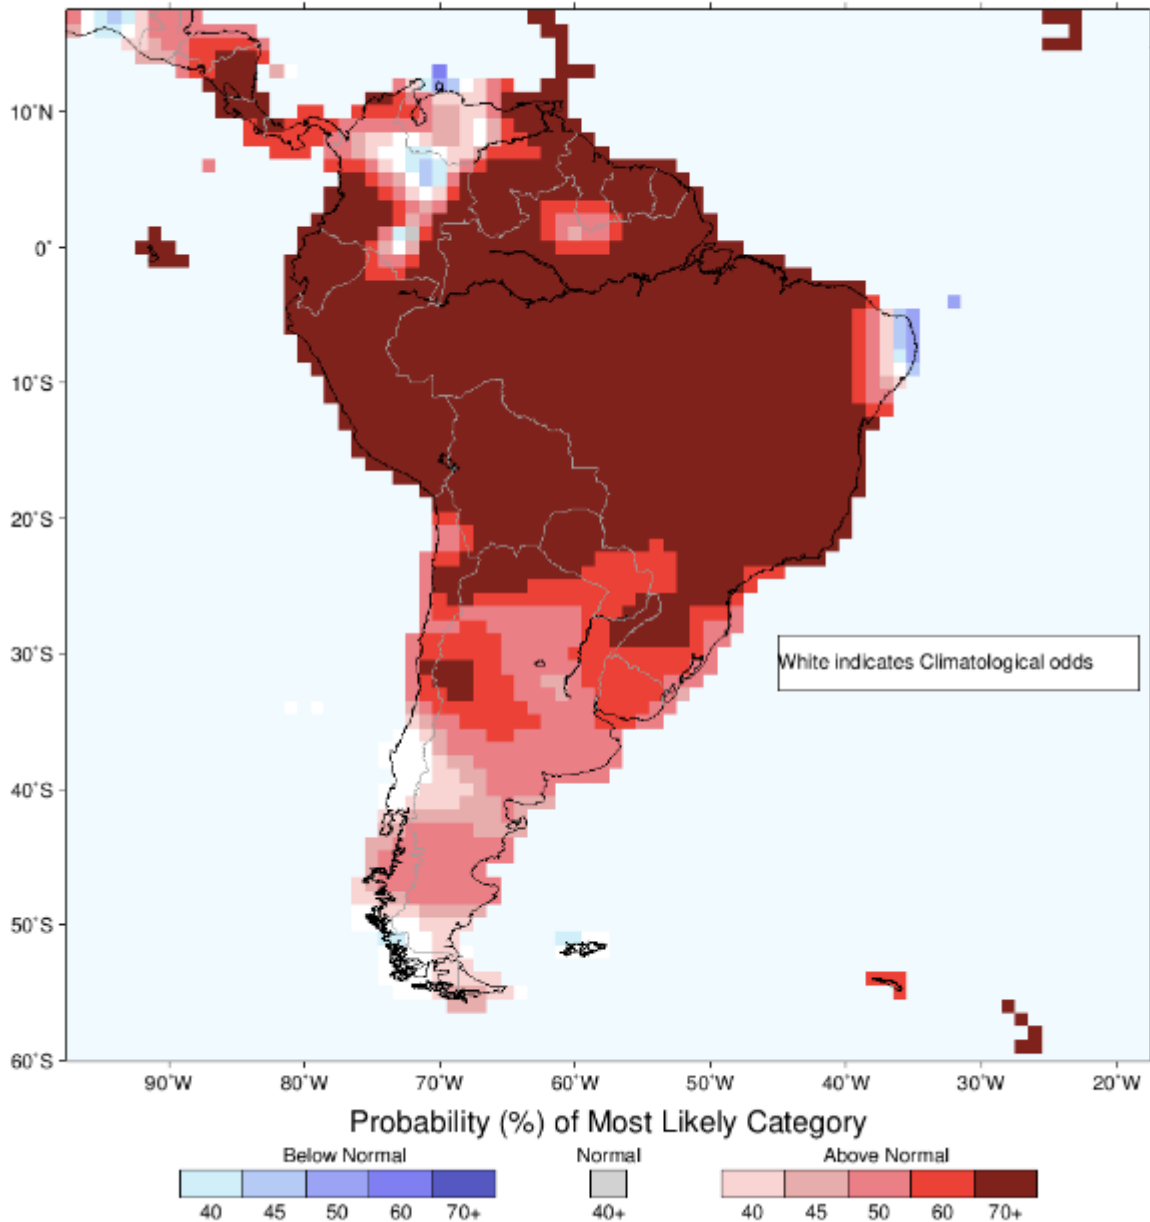 10°N
0°
10°S
20°S
30°S
40°S
50°S
60°S
White indicates Climatological odds
90°W 80°W 70°W 60°W 50°W 40°W 30°W 20°W
Probability (%) of Most Likely Category
Below Normal Normal Above Normal
40 45 50 60 70+ 40+ 40 45 50 60 70+